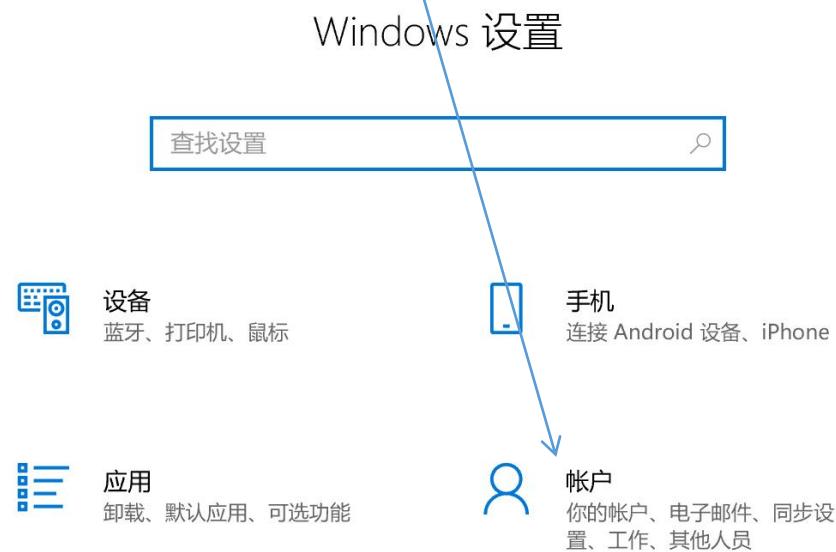 Windows 设置
查找设置
设备
蓝牙、打印机、鼠标
手机
连接 Android 设备、iPhone
应用
卸载、默认应用、可选功能
帐户
你的帐户、电子邮件、同步设
置、工作、其他人员